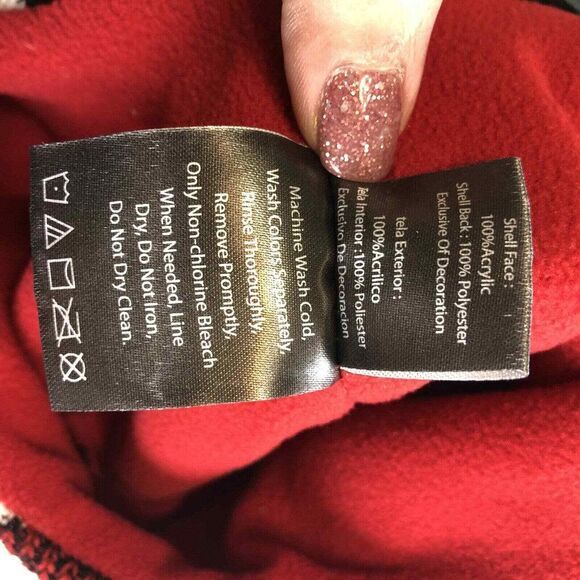 Machine Wash Cold,
Wash Colors Separately,
Rinse Thoroughly,
Remove Promptly,
Only Non-chlorine Bleach
When Needed, Line
Dry, Do Not Iron,
Do Not Dry Clean.
Shell Face :
100%Acrylic
Shell Back : 100% Polyester
Exclusive Of Decoration
tela Exterior :
100%Acrilico
Tela Interior :100% Poliester
Exclusivo De Decoracion